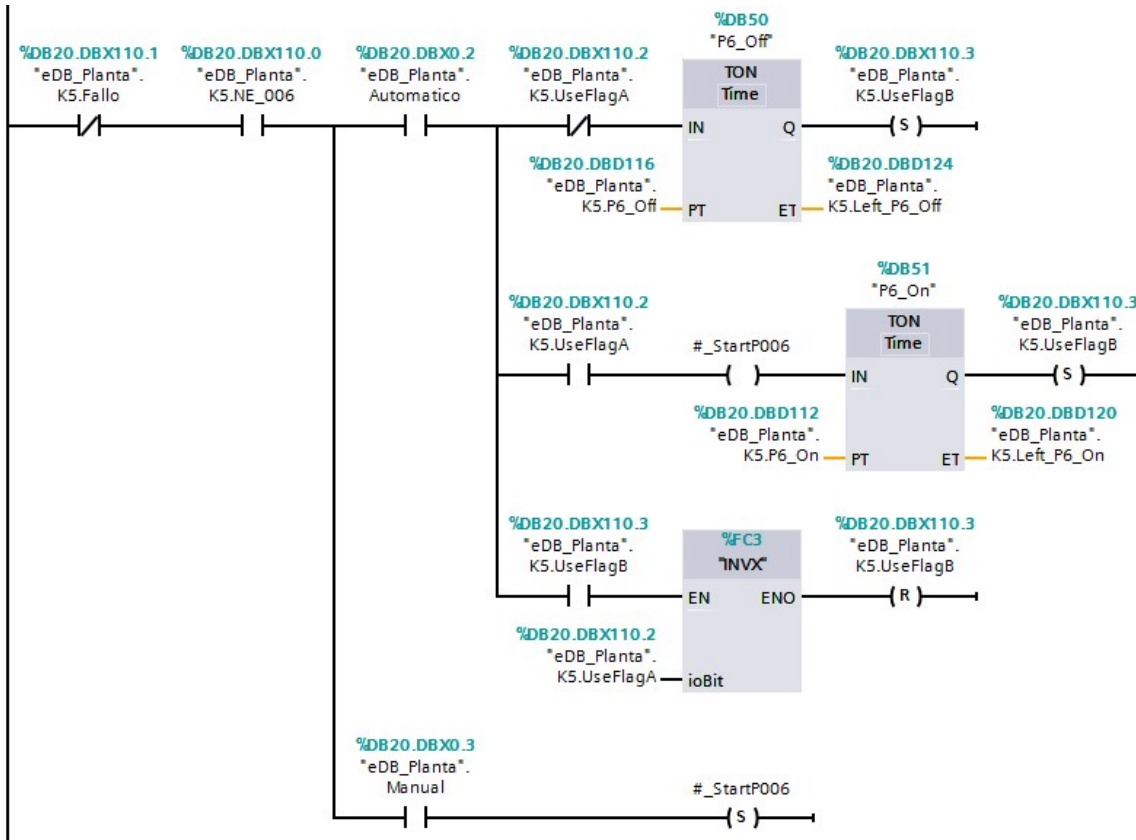 %DB50
"P6_Off"
%DB20.DBX110.1 %DB20.DBX110.0 %DB20.DBX0.2 %DB20.DBX110.2 %DB20.DBX110.3
"eDB_Planta". "eDB_Planta". "eDB_Planta". "eDB_Planta". TON "eDB_Planta".
K5.Fallo K5.NE_006 Automatico K5.UseFlagA Time K5.UseFlagB
IN Q S
%DB20.DBD116 %DB20.DBD124
"eDB_Planta". "eDB_Planta".
K5.P6_Off PT ET K5.Left_P6_Off
%DB51
"P6_On"
%DB20.DBX110.2 %DB20.DBX110.3
"eDB_Planta". TON "eDB_Planta".
K5.UseFlagA #_StartP006 Time K5.UseFlagB
IN Q S
%DB20.DBD112 %DB20.DBD120
"eDB_Planta". "eDB_Planta".
K5.P6_On PT ET K5.Left_P6_On
%DB20.DBX110.3 %DB20.DBX110.3
"eDB_Planta". %FC3 "eDB_Planta".
K5.UseFlagB "INVX" K5.UseFlagB
EN ENO R
%DB20.DBX110.2
"eDB_Planta".
K5.UseFlagA ioBit
%DB20.DBX0.3
"eDB_Planta".
Manual #_StartP006
S